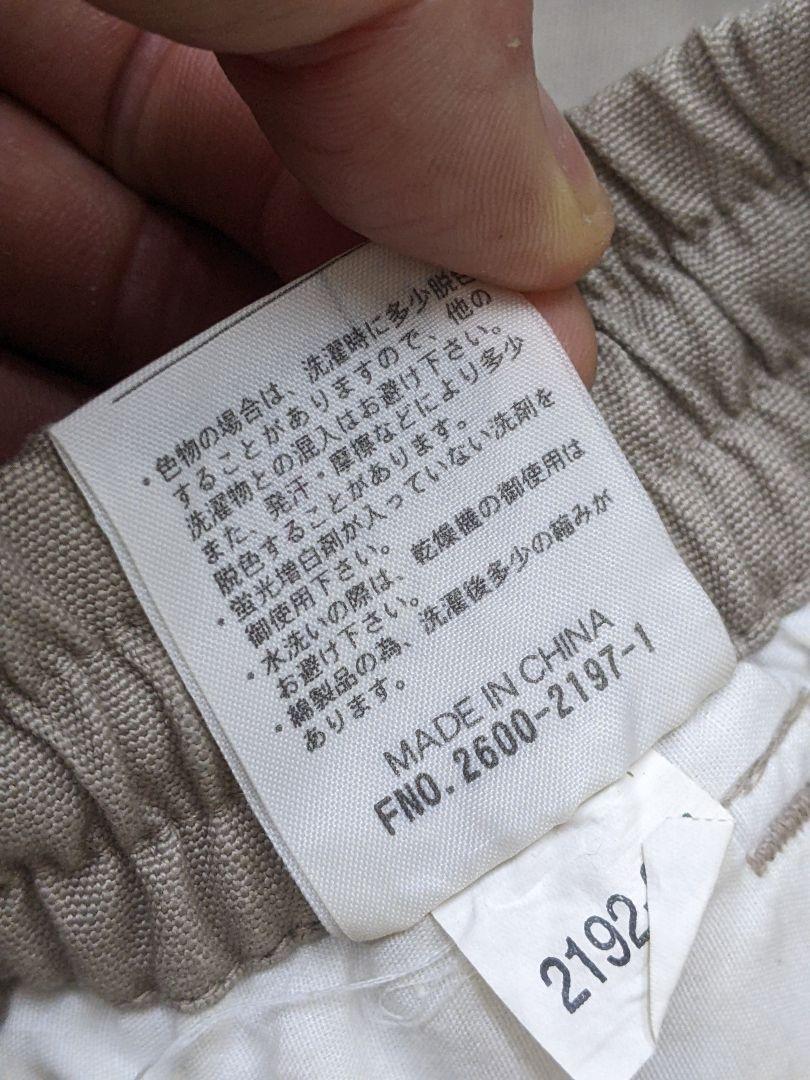 ・色物の場合は、洗濯時に多少脱色
することがありますので、他の
洗濯物との混入はお避け下さい。
また、発汗・摩擦などにより多少
脱色することがあります。
・蛍光増白剤が入っていない洗剤を
御使用下さい。
・水洗いの際は、乾燥機の御使用は
お避け下さい。
・綿製品の為、洗濯後多少の縮みが
あります。
MADE IN CHINA
FNO. 2600-2197-1
2192